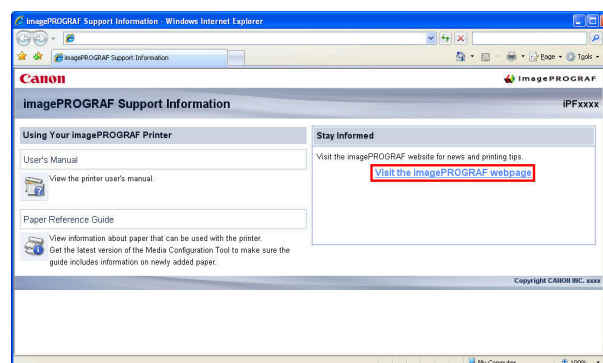 imagePROGRAF Support Information - Windows Internet Explorer
imagePROGRAF Support Information
Page
Tools
Canon
imagePROGRAF
imagePROGRAF Support Information
iPFxxxx
Using Your imagePROGRAF Printer
User's Manual
View the printer user's manual.
Paper Reference Guide
View information about paper that can be used with the printer.
Get the latest version of the Media Configuration Tool to make sure the
guide includes information on newly added paper.
Stay Informed
Visit the imagePROGRAF website for news and printing tips.
Visit the imagePROGRAF webpage
Copyright CANON INC. xxxx
My Computer
100%